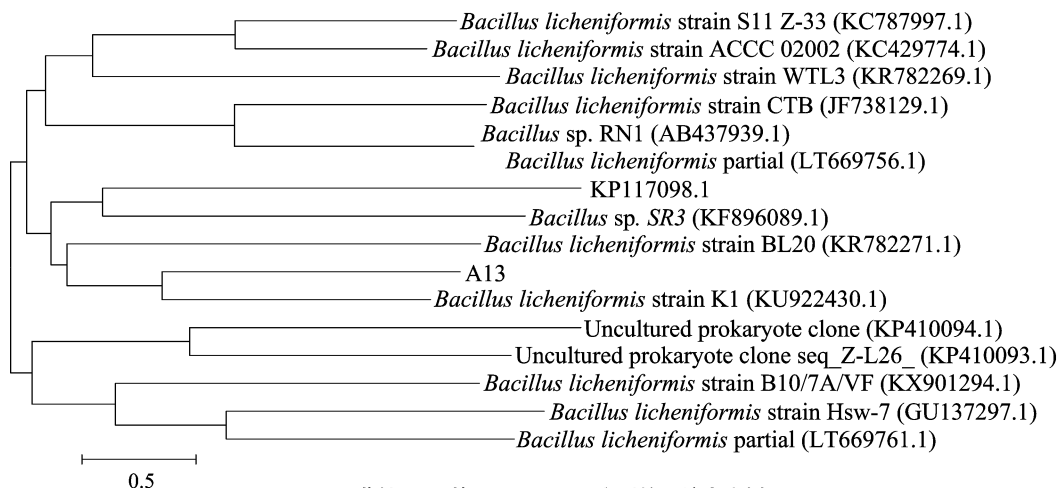 Bacillus licheniformis strain S11 Z-33 (KC787997.1)
Bacillus licheniformis strain ACCC 02002 (KC429774.1)
Bacillus licheniformis strain WTL3 (KR782269.1)
Bacillus licheniformis strain CTB (JF738129.1)
Bacillus sp. RN1 (AB437939.1)
Bacillus licheniformis partial (LT669756.1)
KP117098.1
Bacillus sp. SR3 (KF896089.1)
Bacillus licheniformis strain BL20 (KR782271.1)
A13
Bacillus licheniformis strain K1 (KU922430.1)
Uncultured prokaryote clone (KP410094.1)
Uncultured prokaryote clone seq_Z-L26_ (KP410093.1)
Bacillus licheniformis strain B10/7A/VF (KX901294.1)
Bacillus licheniformis strain Hsw-7 (GU137297.1)
Bacillus licheniformis partial (LT669761.1)
0.5